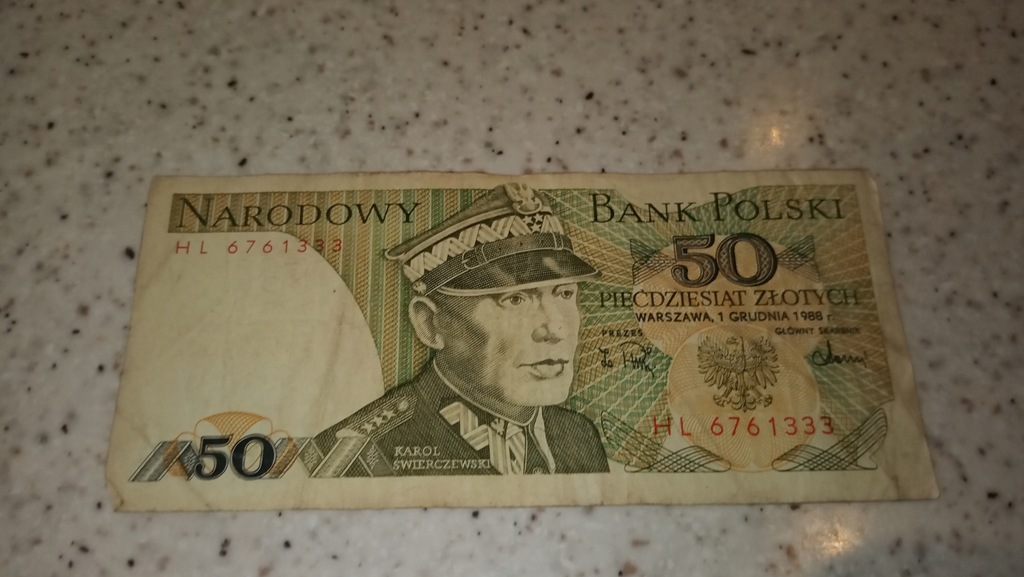 NARODOWY BANK POLSKI
HL 6761333
50
PIĘĆDZIESIĄT ZŁOTYCH
WARSZAWA, 1 GRUDNIA 1988 r.
PREZES GŁÓWNY SKARBNIK
HL 6761333
KAROL
ŚWIERCZEWSKI
50